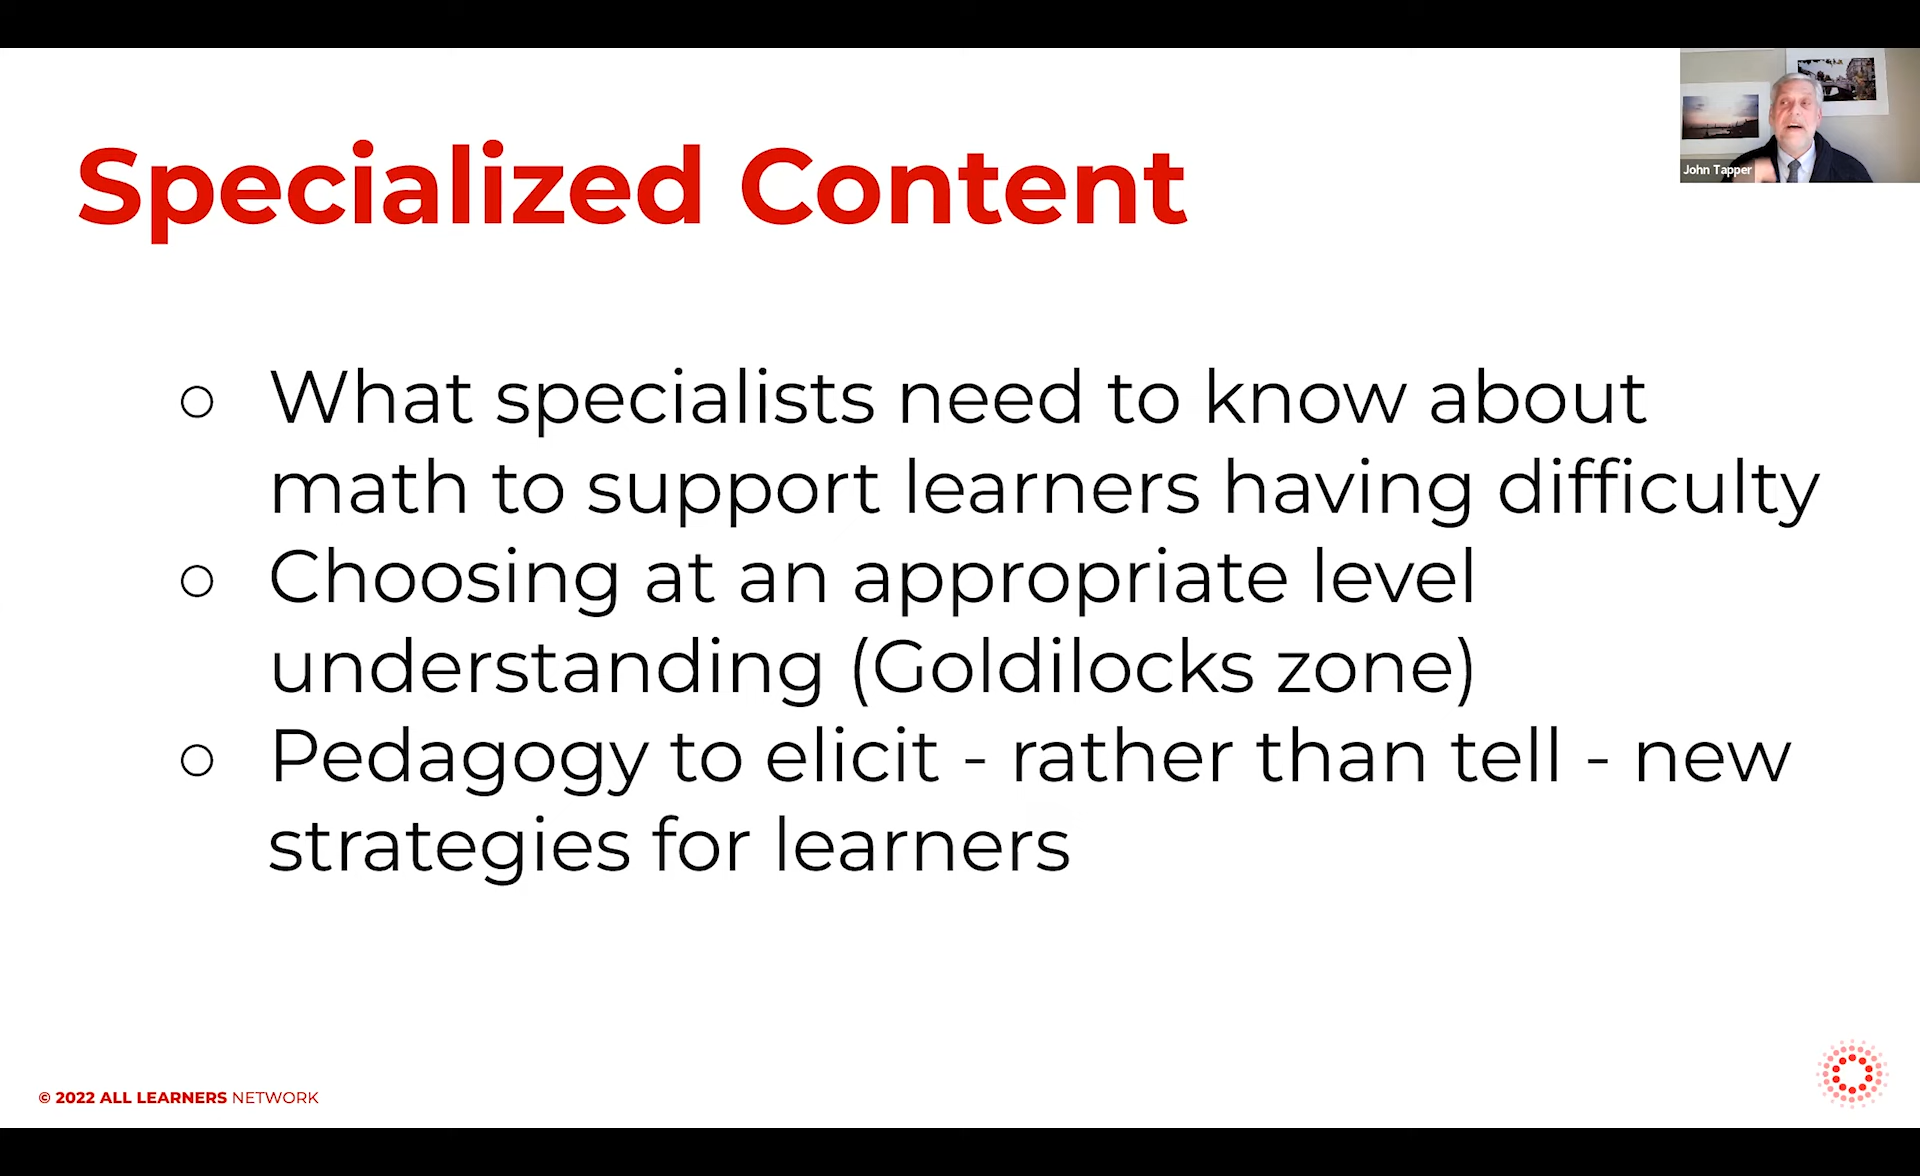 John Tapper
Specialized Content
○ What specialists need to know about
math to support learners having difficulty
○ Choosing at an appropriate level
understanding (Goldilocks zone)
○ Pedagogy to elicit - rather than tell - new
strategies for learners
© 2022 ALL LEARNERS NETWORK